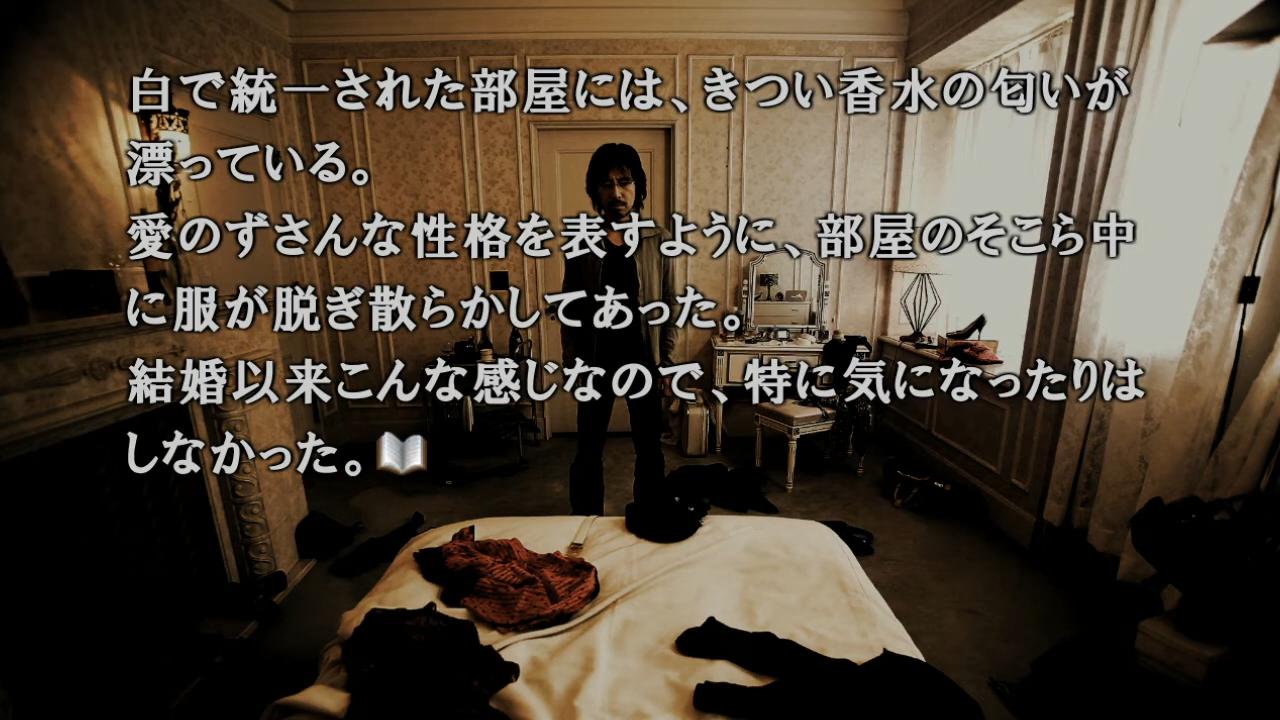 白で統一された部屋には、きつい香水の匂いが
漂っている。
愛のずさんな性格を表すように、部屋のそこら中
に服が脱ぎ散らかしてあった。
結婚以来こんな感じなので、特に気になったりは
しなかった。